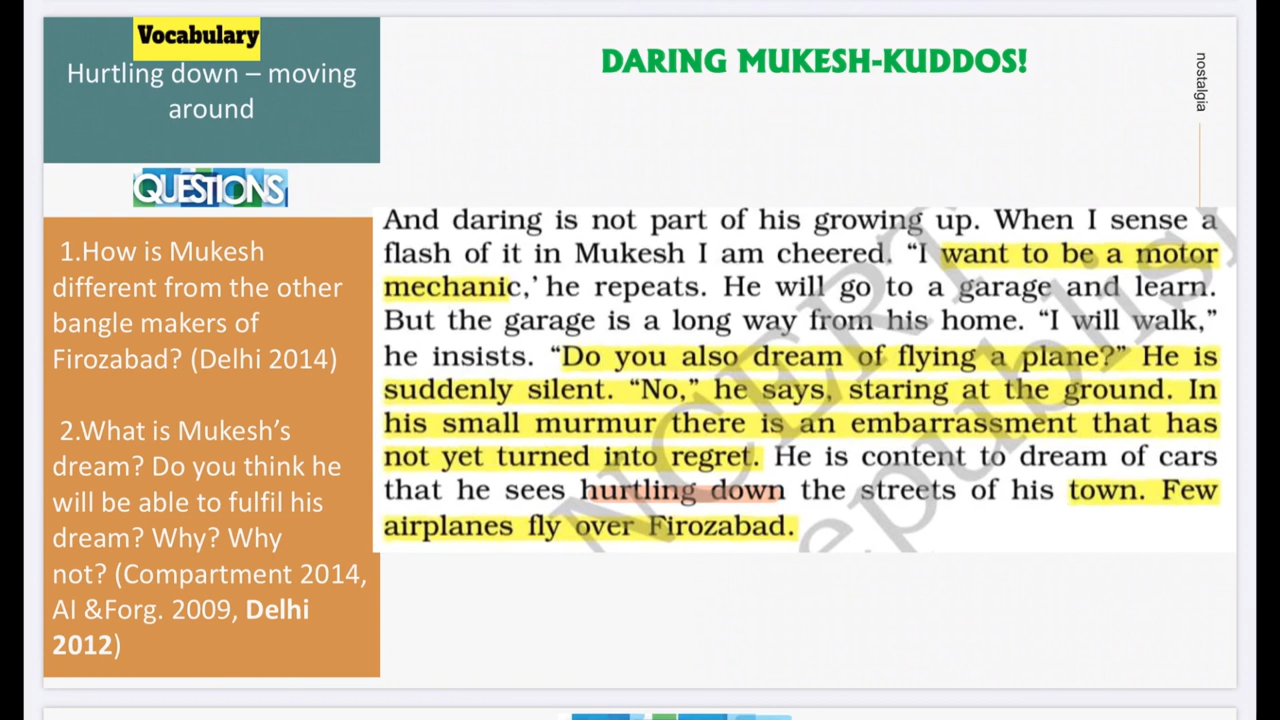 Vocabulary
Hurtling down – moving
around
DARING MUKESH-KUDDOS!
nostalgia
QUESTIONS
1.How is Mukesh
different from the other
bangle makers of
Firozabad? (Delhi 2014)
2.What is Mukesh’s
dream? Do you think he
will be able to fulfil his
dream? Why? Why
not? (Compartment 2014,
AI &Forg. 2009, Delhi
2012)
And daring is not part of his growing up. When I sense a
flash of it in Mukesh I am cheered. “I want to be a motor
mechanic,’ he repeats. He will go to a garage and learn.
But the garage is a long way from his home. “I will walk,”
he insists. “Do you also dream of flying a plane?” He is
suddenly silent. “No,” he says, staring at the ground. In
his small murmur there is an embarrassment that has
not yet turned into regret. He is content to dream of cars
that he sees hurtling down the streets of his town. Few
airplanes fly over Firozabad.
NCERT
republis